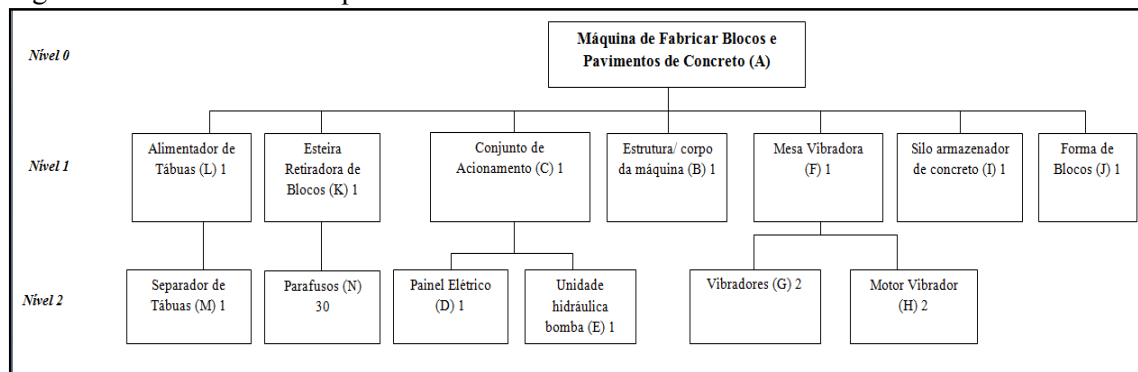 Máquina de Fabricar Blocos e
Pavimentos de Concreto (A)
Nível 0
Nível 1
Alimentador de
Tábuas (L) 1
Esteira
Retiradora de
Blocos (K) 1
Conjunto de
Acionamento (C) 1
Estrutura/ corpo
da máquina (B) 1
Mesa Vibradora
(F) 1
Silo armazenador
de concreto (I) 1
Forma de
Blocos (J) 1
Nível 2
Separador de
Tábuas (M) 1
Parafusos (N)
30
Painel Elétrico
(D) 1
Unidade
hidráulica
bomba (E) 1
Vibradores (G) 2
Motor Vibrador
(H) 2